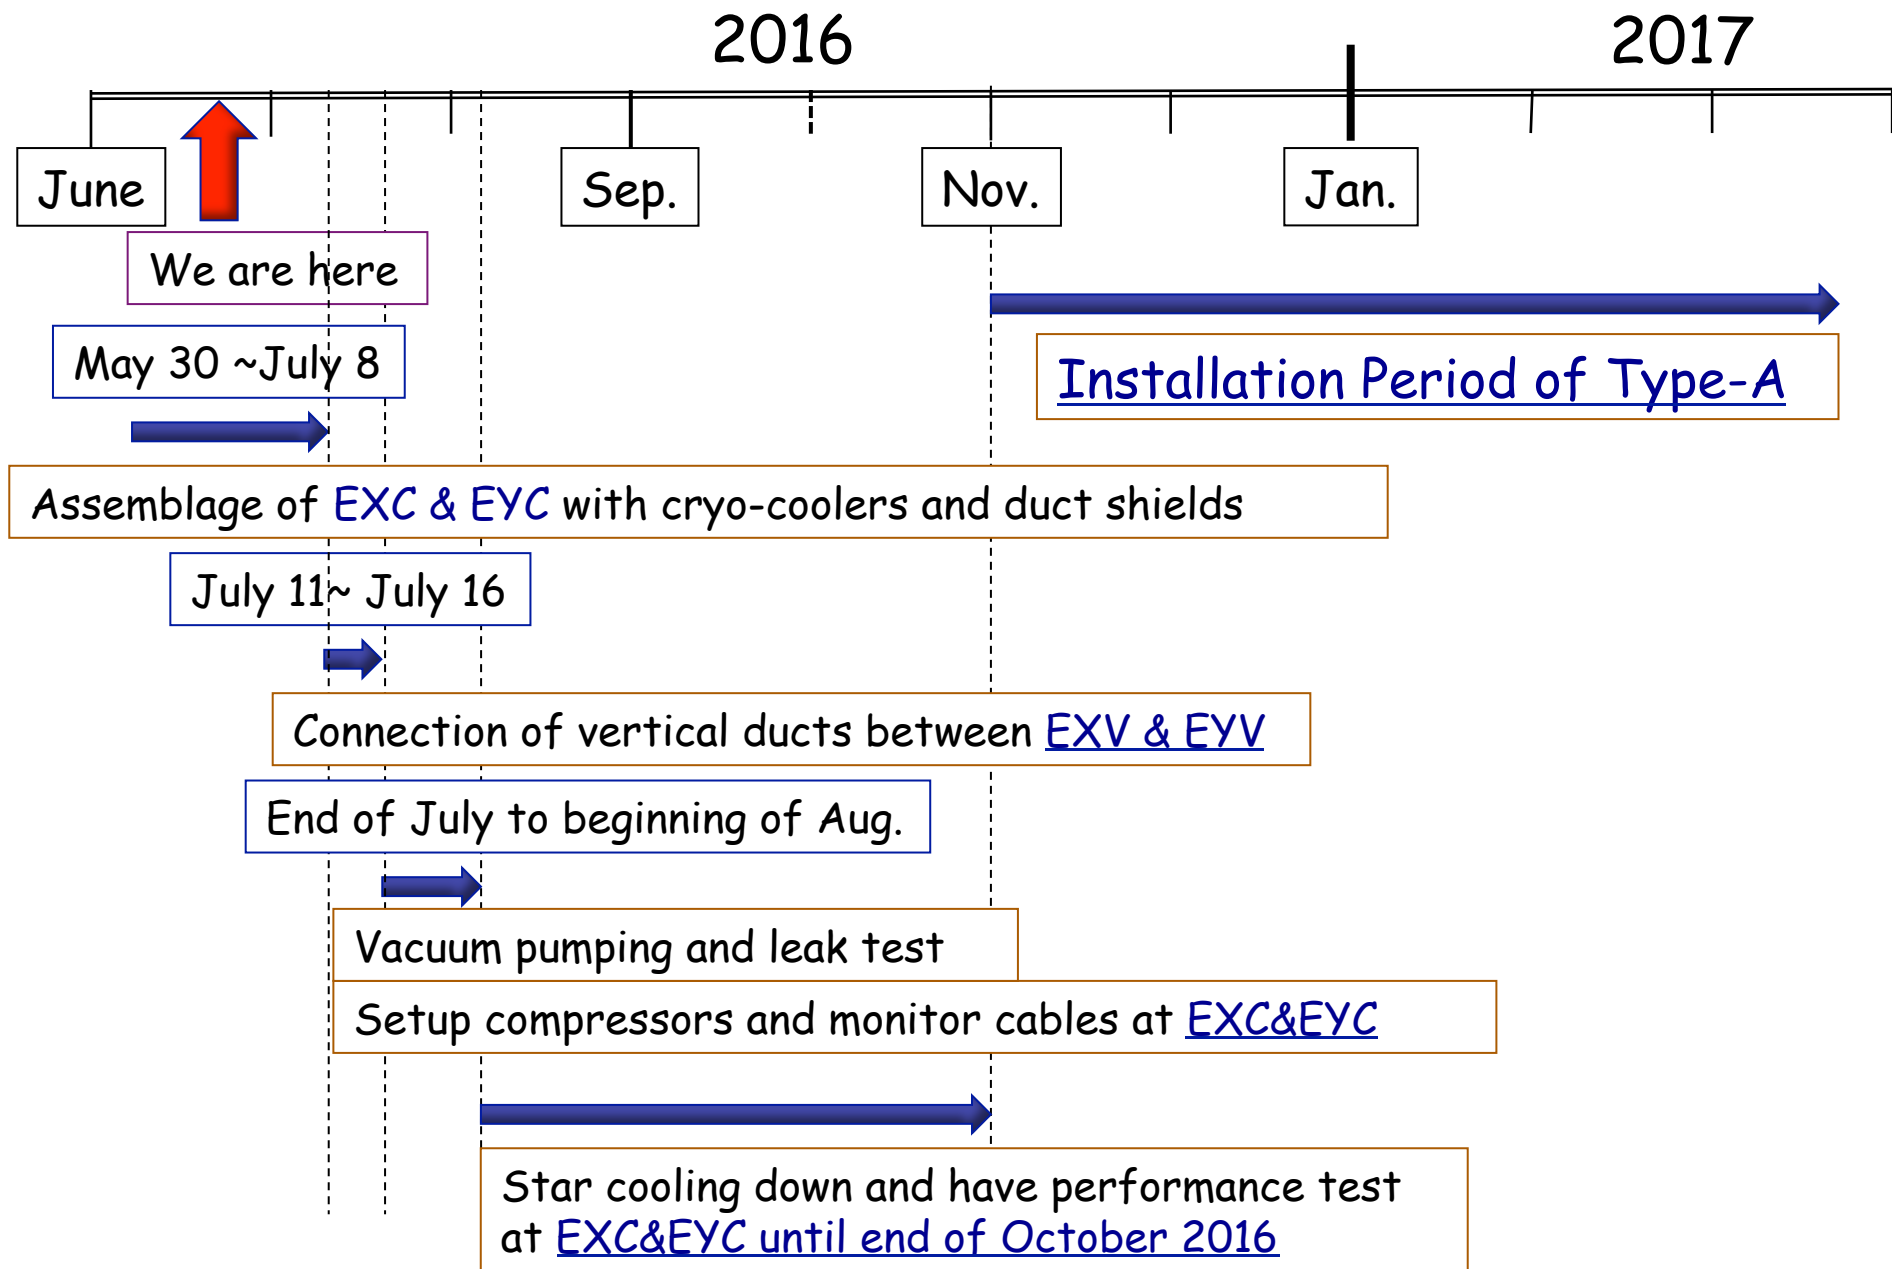 2016
2017
June
Sep.
Nov.
Jan.
We are here
May 30 ~July 8
Installation Period of Type-A
Assemblage of EXC & EYC with cryo-coolers and duct shields
July 11~ July 16
Connection of vertical ducts between EXV & EYV
End of July to beginning of Aug.
Vacuum pumping and leak test
Setup compressors and monitor cables at EXC&EYC
Star cooling down and have performance test
at EXC&EYC until end of October 2016